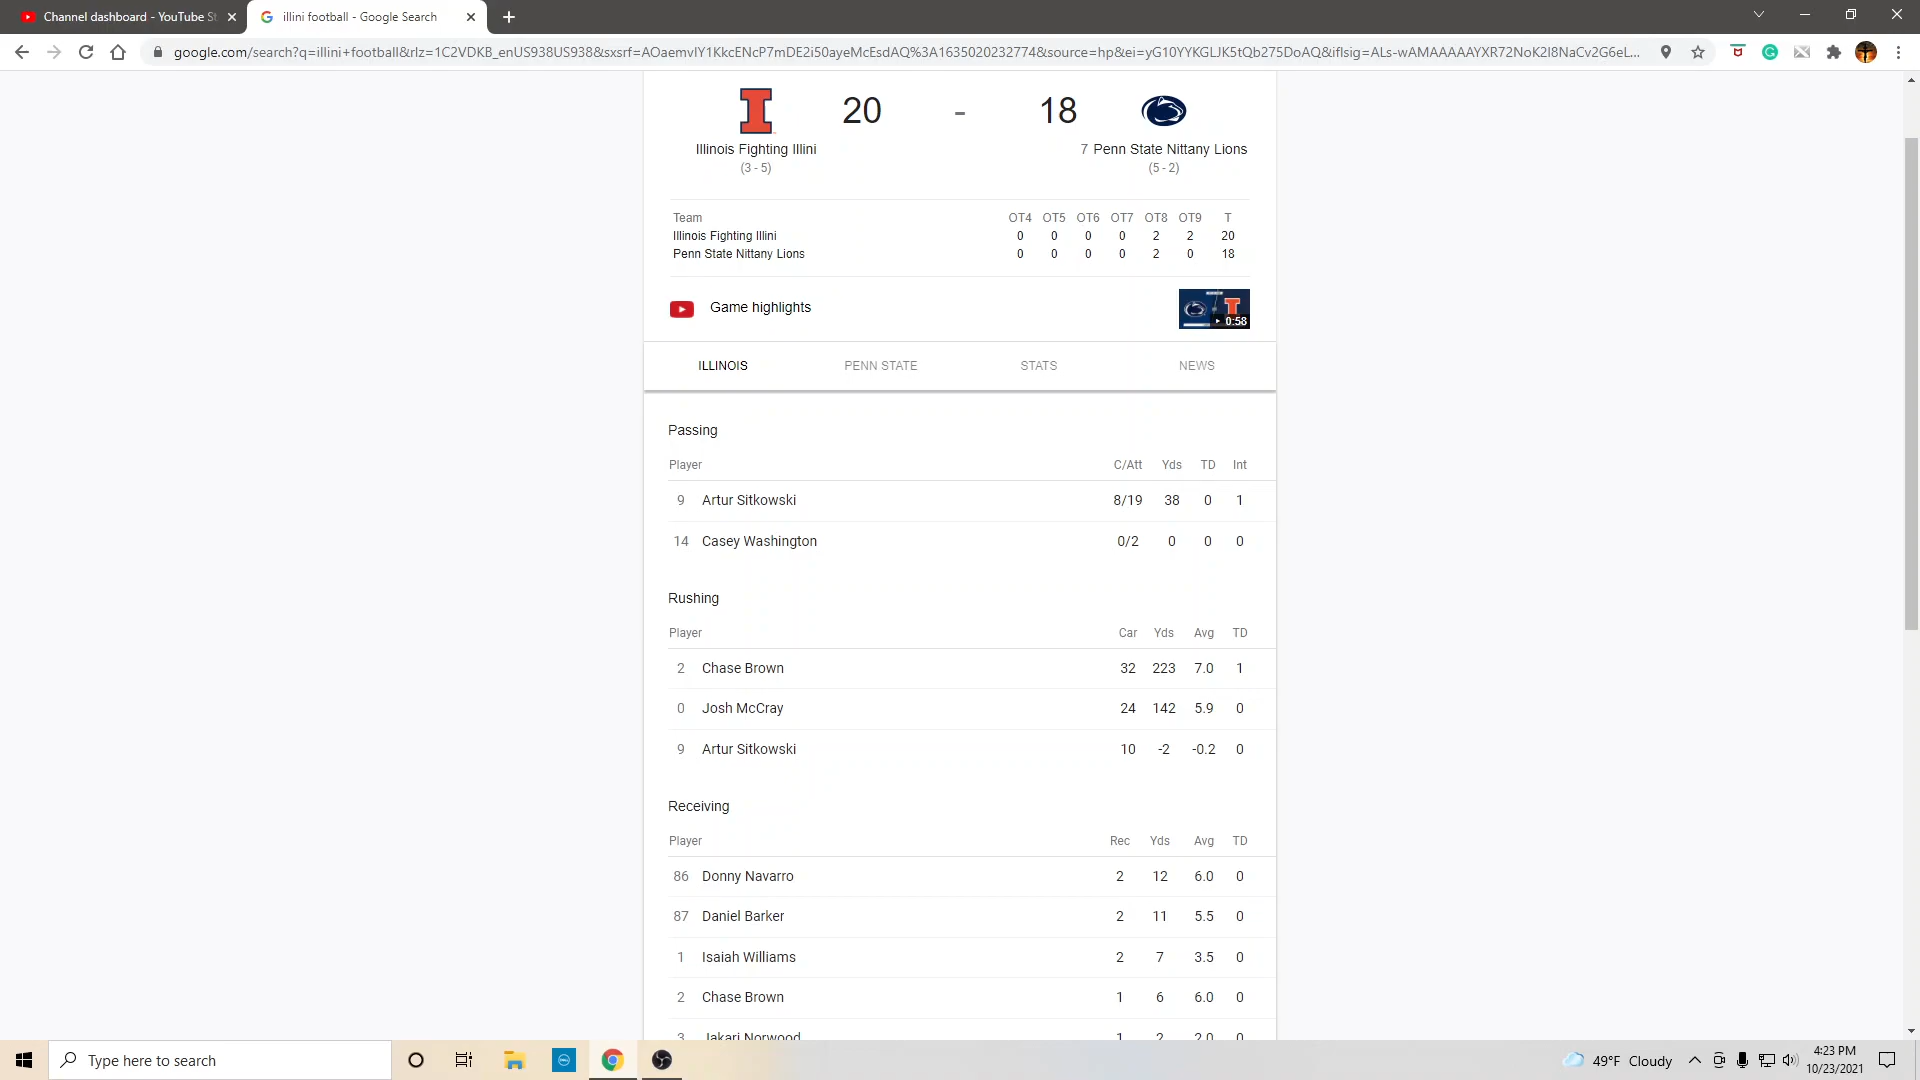 Channel dashboard - YouTube St
illini football - Google Search
google.com/search?q=illini+football&rlz=1C2VDKB_enUS938US938&sxsrf=AOaemvIY1KkcENcP7mDE2i50ayeMcEsdAQ%3A1635020232774&source=hp&ei=yG10YYKGLJK5tQb275DoAQ&iflsig=ALs-wAMAAAAAYXR72NoK2I8NaCv2G6eL...
20 - 18
Illinois Fighting Illini
(3 - 5)
7 Penn State Nittany Lions
(5 - 2)
Team OT4 OT5 OT6 OT7 OT8 OT9 T
Illinois Fighting Illini 0 0 0 0 2 2 20
Penn State Nittany Lions 0 0 0 0 2 0 18
Game highlights
0:58
ILLINOIS PENN STATE STATS NEWS
Passing
Player C/Att Yds TD Int
9 Artur Sitkowski 8/19 38 0 1
14 Casey Washington 0/2 0 0 0
Rushing
Player Car Yds Avg TD
2 Chase Brown 32 223 7.0 1
0 Josh McCray 24 142 5.9 0
9 Artur Sitkowski 10 -2 -0.2 0
Receiving
Player Rec Yds Avg TD
86 Donny Navarro 2 12 6.0 0
87 Daniel Barker 2 11 5.5 0
1 Isaiah Williams 2 7 3.5 0
2 Chase Brown 1 6 6.0 0
3 Jakari Norwood 1 2 2.0 0
Type here to search
49°F Cloudy
4:23 PM
10/23/2021